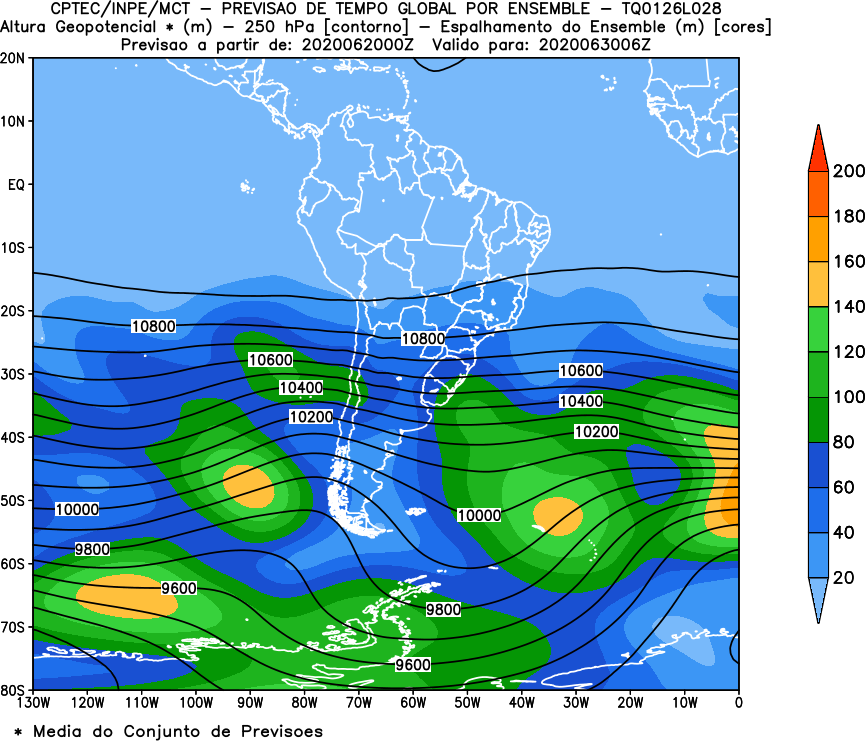 CPTEC/INPE/MCT - PREVISAO DE TEMPO GLOBAL POR ENSEMBLE - TQ0126L028
Altura Geopotencial * (m) - 250 hPa [contorno] - Espalhamento do Ensemble (m) [cores]
Previsao a partir de: 2020062000Z Valido para: 2020063006Z
20N
10N
EQ
10S
20S
30S
40S
50S
60S
70S
80S
10800
10800
10600
10600
10400
10400
10200
10200
10000
10000
9800
9600
9800
9600
130W 120W 110W 100W 90W 80W 70W 60W 50W 40W 30W 20W 10W 0
200
180
160
140
120
100
80
60
40
20
* Media do Conjunto de Previsoes